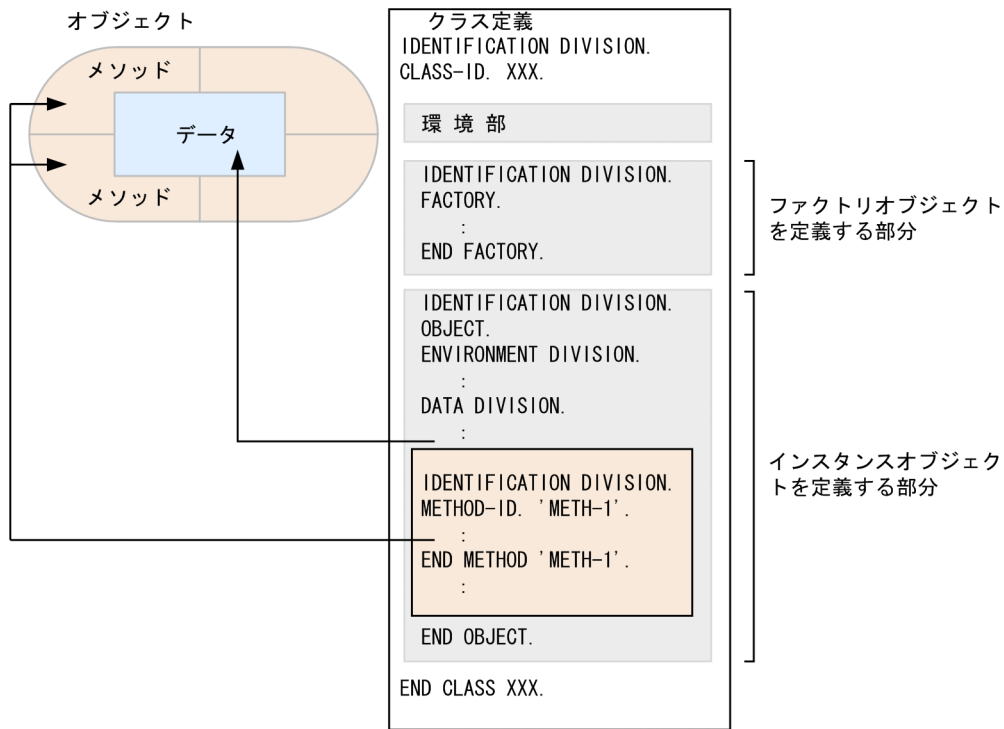 オブジェクト
メソッド
データ
メソッド
クラス定義
IDENTIFICATION DIVISION.
CLASS-ID. XXX.
環 境 部
IDENTIFICATION DIVISION.
FACTORY.
:
END FACTORY.
ファクトリオブジェクト
を定義する部分
IDENTIFICATION DIVISION.
OBJECT.
ENVIRONMENT DIVISION.
:
DATA DIVISION.
:
IDENTIFICATION DIVISION.
METHOD-ID. 'METH-1'.
:
END METHOD 'METH-1'.
:
END OBJECT.
インスタンスオブジェク
トを定義する部分
END CLASS XXX.